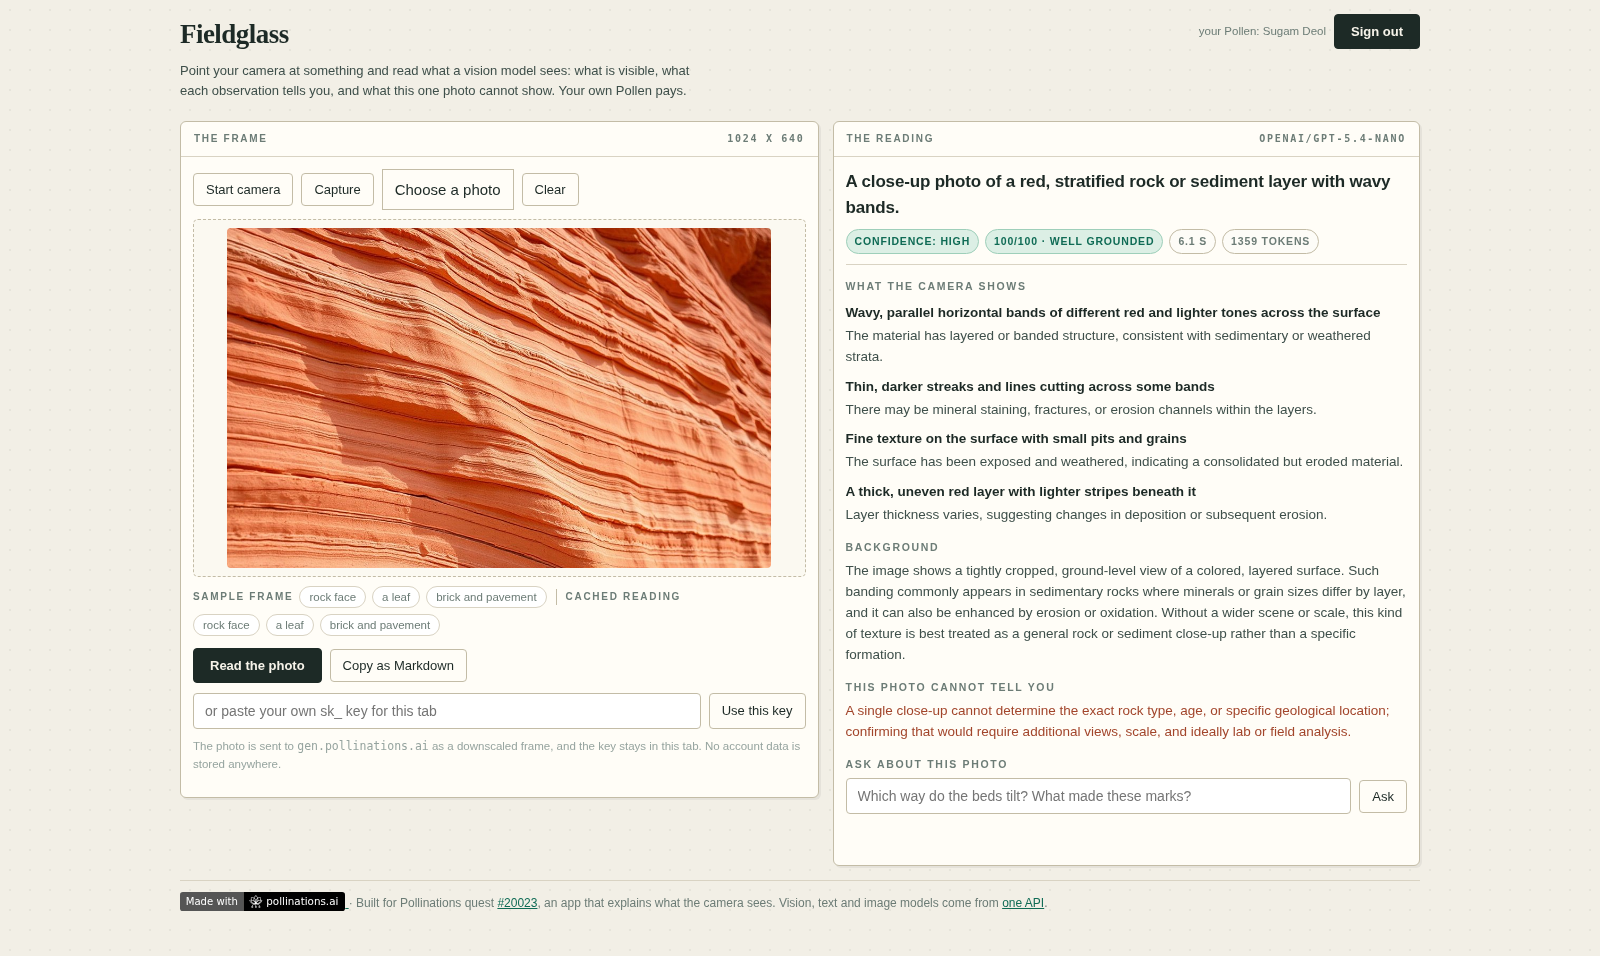 Fieldglass
your Pollen: Sugam Deol
Sign out
Point your camera at something and read what a vision model sees: what is visible, what
each observation tells you, and what this one photo cannot show. Your own Pollen pays.
THE FRAME
1024 X 640
Start camera
Capture
Choose a photo
Clear
SAMPLE FRAME
rock face
a leaf
brick and pavement
CACHED READING
rock face
a leaf
brick and pavement
Read the photo
Copy as Markdown
or paste your own sk_ key for this tab
Use this key
The photo is sent to gen.pollinations.ai as a downscaled frame, and the key stays in this tab. No account data is
stored anywhere.
THE READING
OPENAI/GPT-5.4-NANO
A close-up photo of a red, stratified rock or sediment layer with wavy
bands.
CONFIDENCE: HIGH
100/100 · WELL GROUNDED
6.1 S
1359 TOKENS
WHAT THE CAMERA SHOWS
Wavy, parallel horizontal bands of different red and lighter tones across the surface
The material has layered or banded structure, consistent with sedimentary or weathered
strata.
Thin, darker streaks and lines cutting across some bands
There may be mineral staining, fractures, or erosion channels within the layers.
Fine texture on the surface with small pits and grains
The surface has been exposed and weathered, indicating a consolidated but eroded material.
A thick, uneven red layer with lighter stripes beneath it
Layer thickness varies, suggesting changes in deposition or subsequent erosion.
BACKGROUND
The image shows a tightly cropped, ground-level view of a colored, layered surface. Such
banding commonly appears in sedimentary rocks where minerals or grain sizes differ by layer,
and it can also be enhanced by erosion or oxidation. Without a wider scene or scale, this kind
of texture is best treated as a general rock or sediment close-up rather than a specific
formation.
THIS PHOTO CANNOT TELL YOU
A single close-up cannot determine the exact rock type, age, or specific geological location;
confirming that would require additional views, scale, and ideally lab or field analysis.
ASK ABOUT THIS PHOTO
Which way do the beds tilt? What made these marks?
Ask
Made with pollinations.ai · Built for Pollinations quest #20023, an app that explains what the camera sees. Vision, text and image models come from one API.